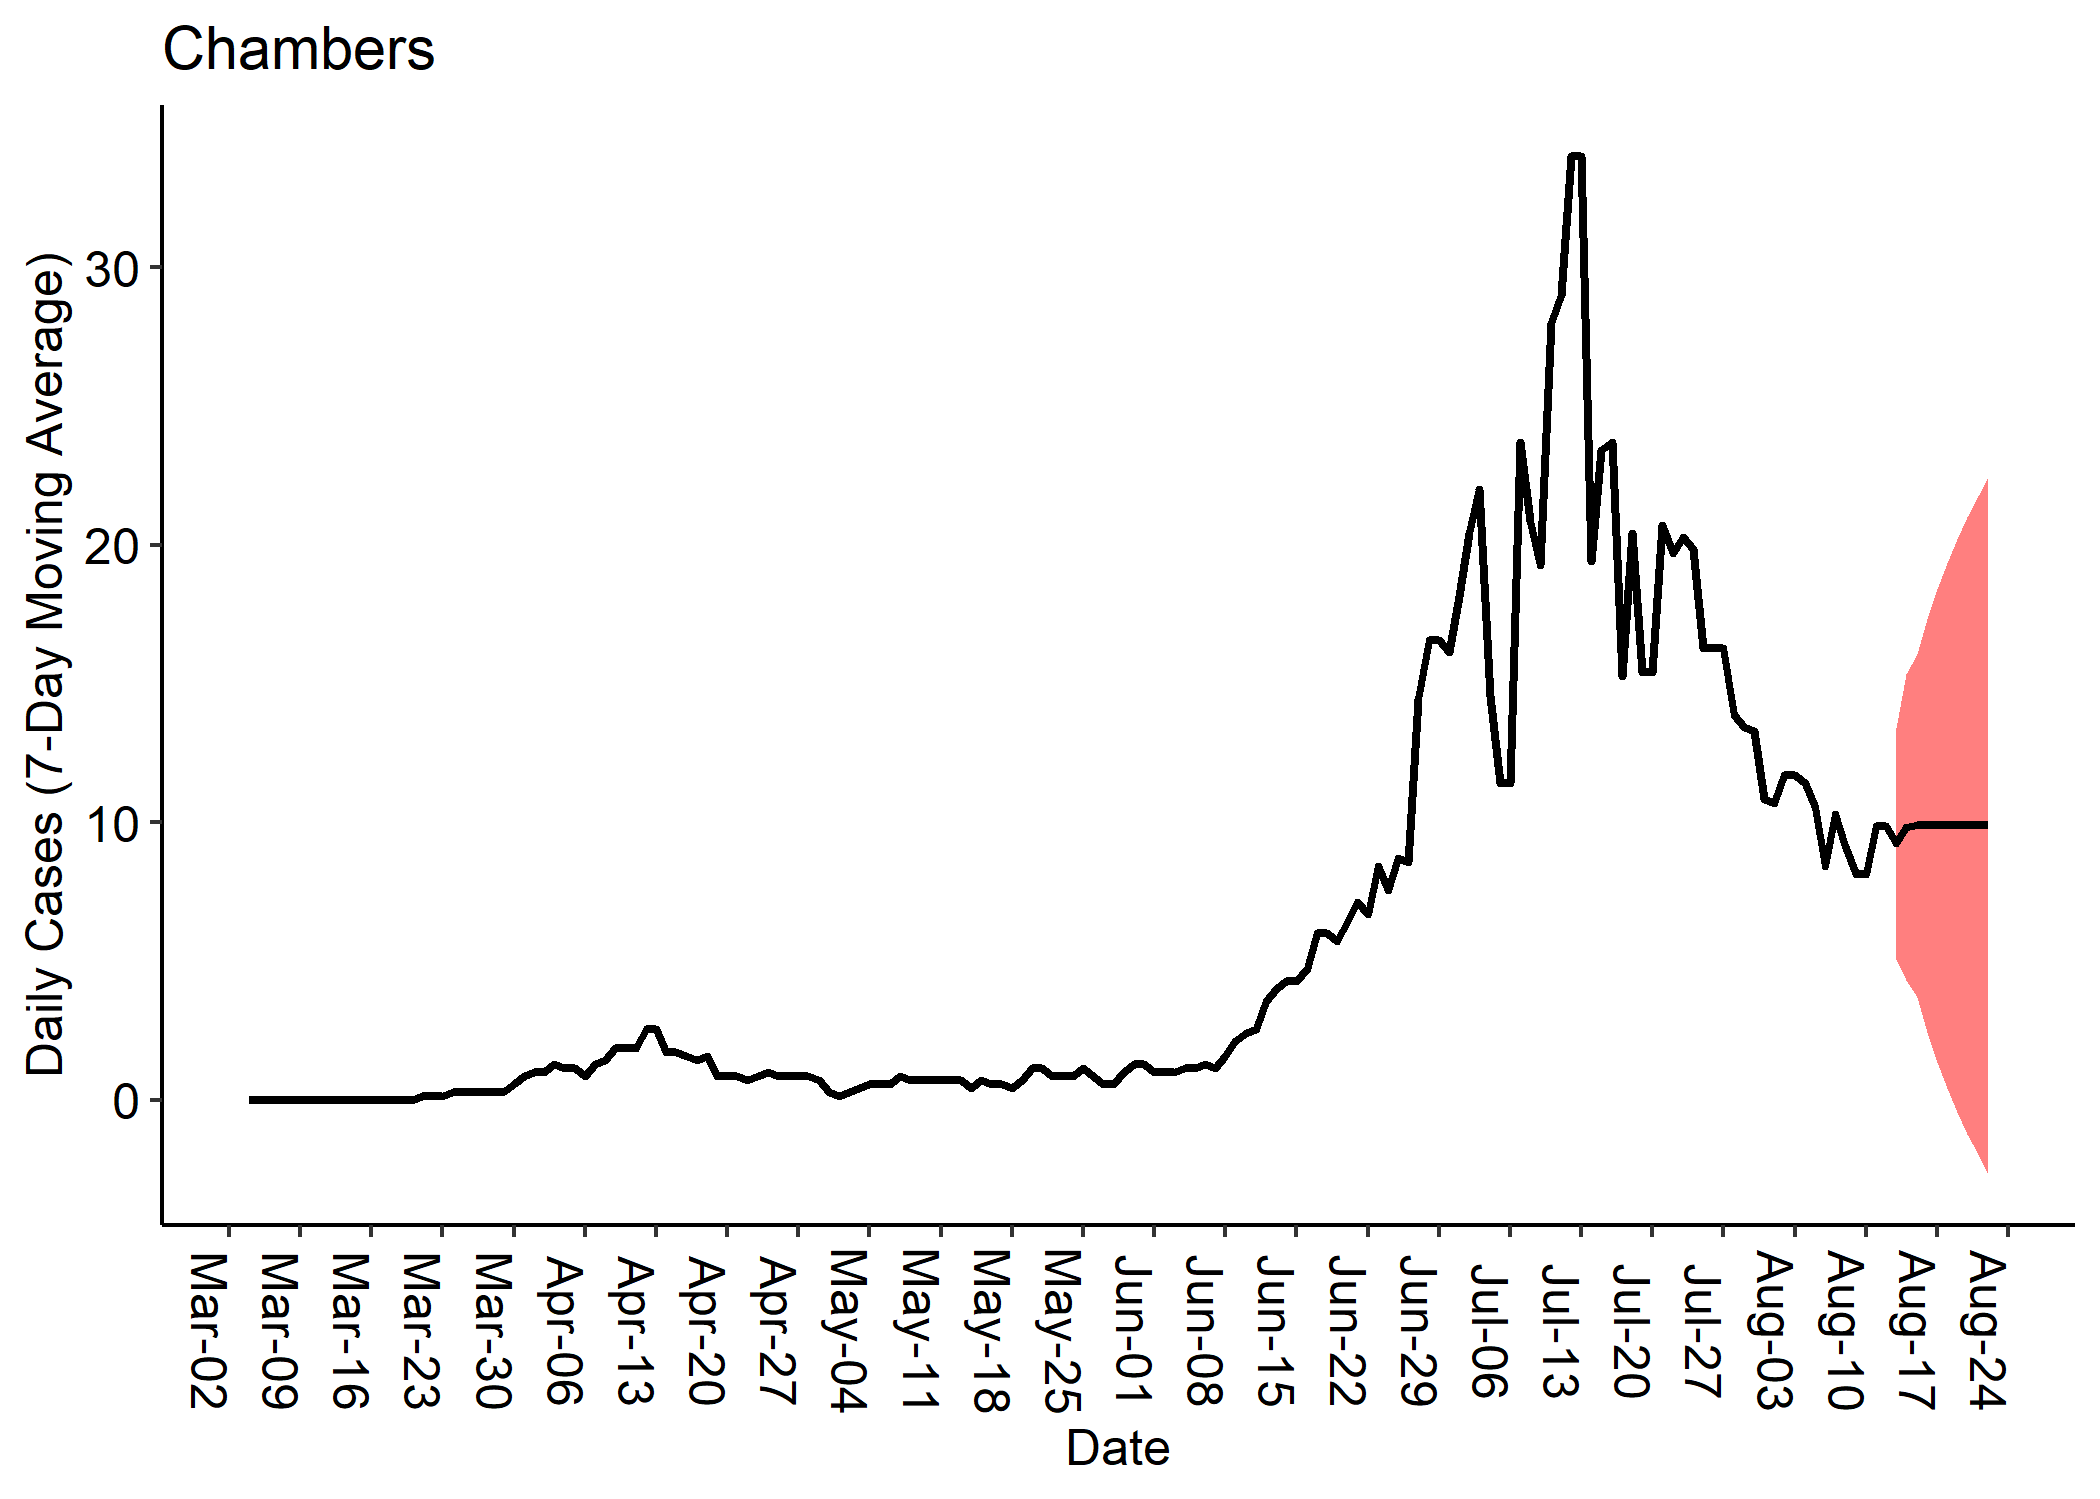 Chambers
Daily Cases (7-Day Moving Average)
30
20
10
0
Mar-02
Mar-09
Mar-16
Mar-23
Mar-30
Apr-06
Apr-13
Apr-20
Apr-27
May-04
May-11
May-18
May-25
Jun-01
Jun-08
Jun-15
Jun-22
Jun-29
Jul-06
Jul-13
Jul-20
Jul-27
Aug-03
Aug-10
Aug-17
Aug-24
Date